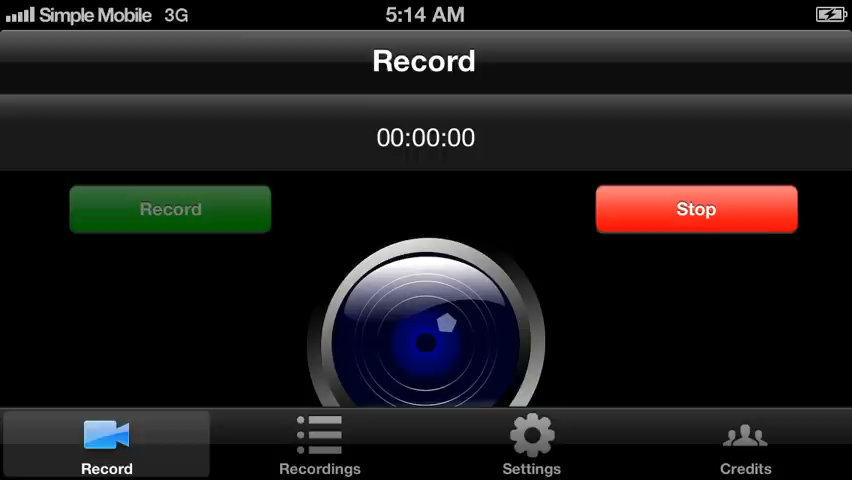 Simple Mobile 3G 5:14 AM
Record
00:00:00
Record Stop
Record Recordings Settings Credits